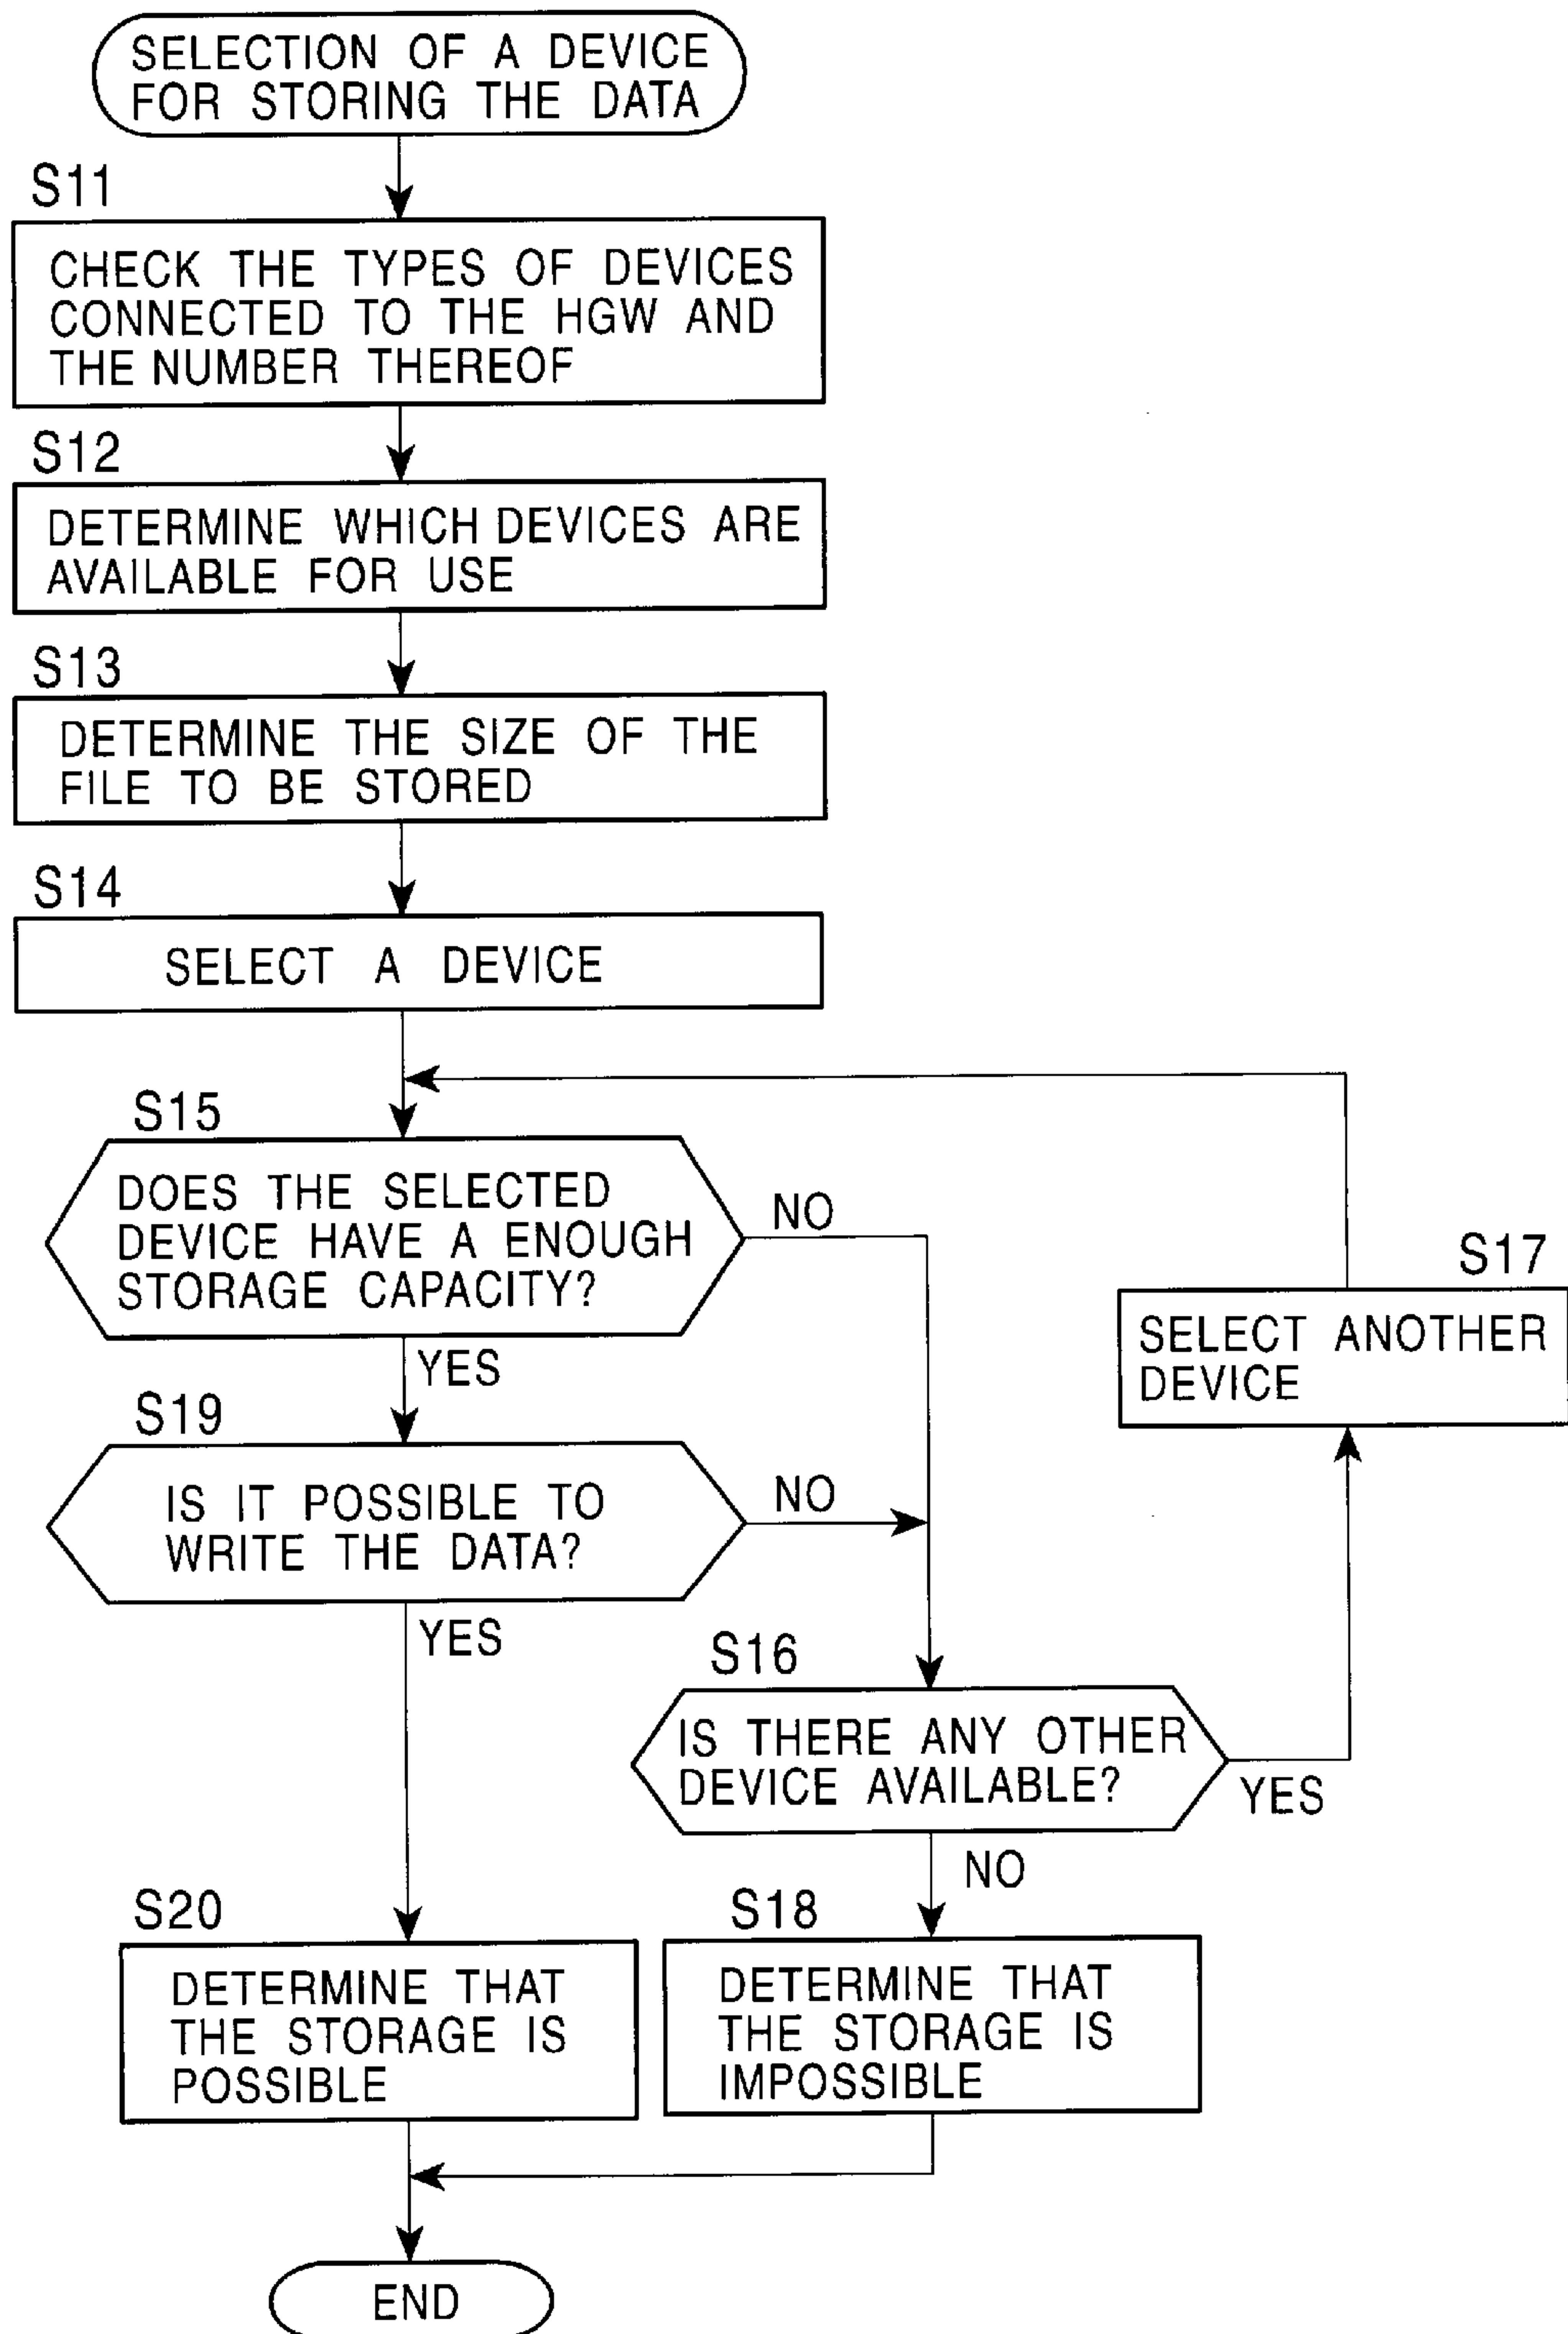 SELECTION OF A DEVICE
FOR STORING THE DATA
S11
CHECK THE TYPES OF DEVICES
CONNECTED TO THE HGW AND
THE NUMBER THEREOF
S12
DETERMINE WHICH DEVICES ARE
AVAILABLE FOR USE
S13
DETERMINE THE SIZE OF THE
FILE TO BE STORED
S14
SELECT A DEVICE
S15
DOES THE SELECTED
DEVICE HAVE A ENOUGH
STORAGE CAPACITY?
NO
YES
S17
SELECT ANOTHER
DEVICE
S19
IS IT POSSIBLE TO
WRITE THE DATA?
NO
YES
S16
IS THERE ANY OTHER
DEVICE AVAILABLE?
YES
NO
S20
DETERMINE THAT
THE STORAGE IS
POSSIBLE
S18
DETERMINE THAT
THE STORAGE IS
IMPOSSIBLE
END